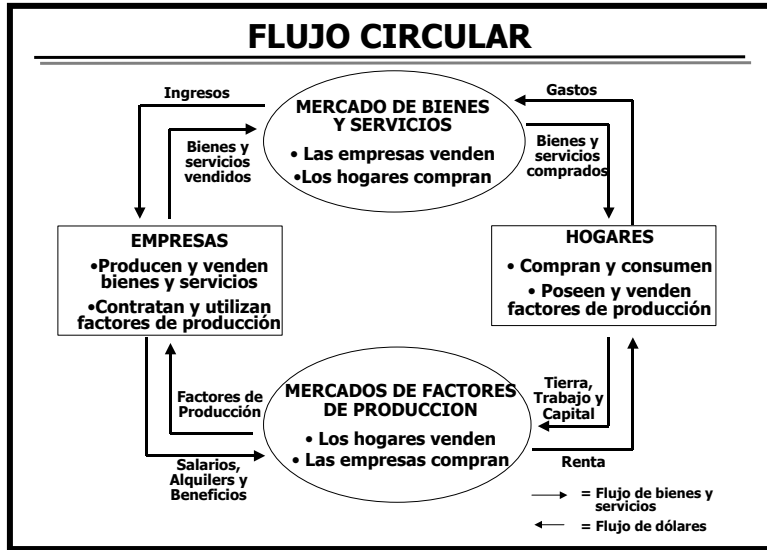 FLUJO CIRCULAR
Ingresos
MERCADO DE BIENES
Y SERVICIOS
• Las empresas venden
•Los hogares compran
Gastos
Bienes y
servicios
vendidos
Bienes y
servicios
comprados
EMPRESAS
•Producen y venden
bienes y servicios
•Contratan y utilizan
factores de producción
HOGARES
• Compran y consumen
• Poseen y venden
factores de producción
Factores de
Producción
MERCADOS DE FACTORES
DE PRODUCCION
• Los hogares venden
• Las empresas compran
Tierra,
Trabajo y
Capital
Salarios,
Alquilers y
Beneficios
Renta
= Flujo de bienes y
servicios
= Flujo de dólares